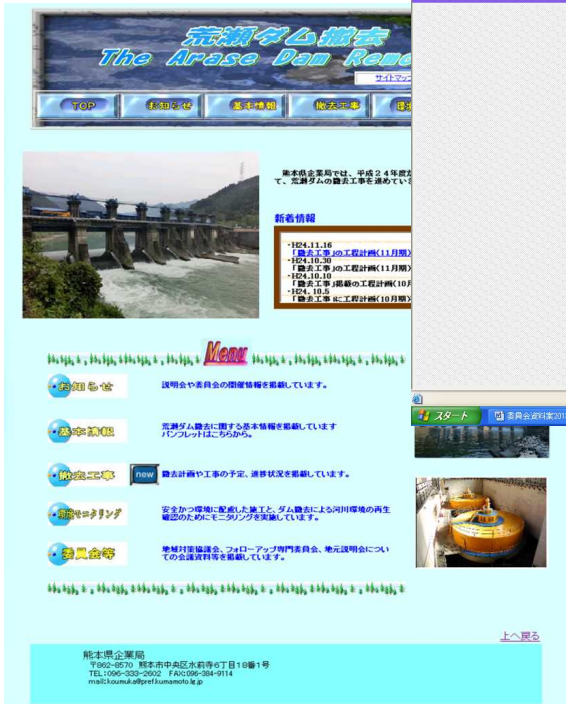 荒瀬ダム撤去
The Arase Dam
サイトマップ
TOP お知らせ 基本情報 撤去工事
熊本県企業局では、平成24年度
て、荒瀬ダムの撤去工事を進めてい
新着情報
・H24.11.16
「撤去工事」の工程計画(11月期)
・H24.10.30
「撤去工事」の工程計画(11月期)
・H24.10.10
「撤去工事」掲載の工程計画(10月
・H24.10.5
「撤去工事」に工程計画(10月期)
Menu
お知らせ 説明会や委員会の開催情報を掲載しています。
基本情報 荒瀬ダム撤去に関する基本情報を掲載しています
パンフレットはこちらから。
撤去工事 new 撤去計画や工事の予定、進捗状況を掲載しています。
環境モニタリング 安全かつ環境に配慮した施工と、ダム撤去による河川環境の再生
確認のためにモニタリングを実施しています。
委員会等 地域対策協議会、フォローアップ専門委員会、地元説明会につい
ての会議資料等を掲載しています。
スタート 委員会資料案201
上へ戻る
熊本県企業局
〒862-8570 熊本市中央区水前寺6丁目18番1号
TEL:096-333-2602 FAX:096-384-9114
mail:koumuka@pref.kumamoto.lg.jp